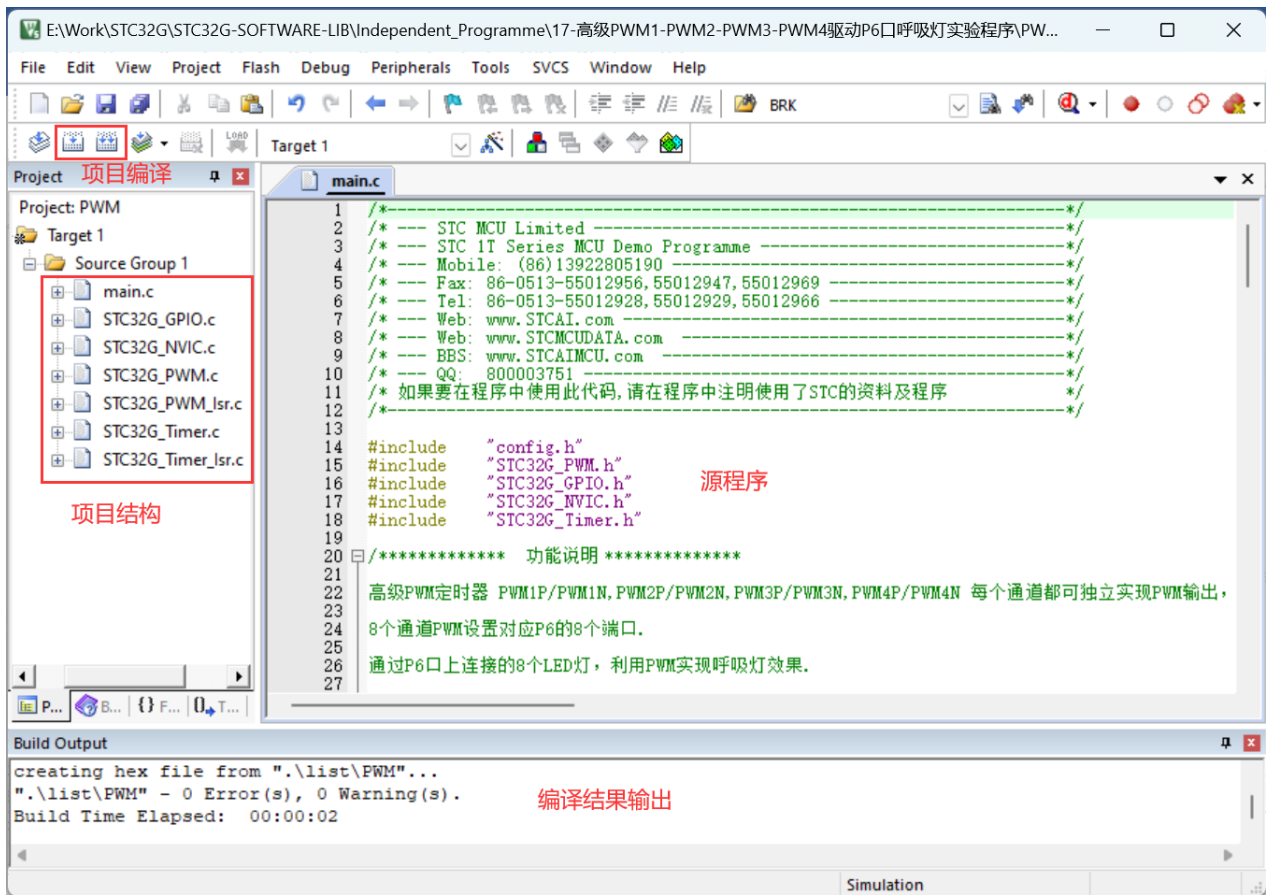 E:\Work\STC32G\STC32G-SOFTWARE-LIB\Independent_Programme\17-高级PWM1-PWM2-PWM3-PWM4驱动P6口呼吸灯实验程序\PW...
File Edit View Project Flash Debug Peripherals Tools SVCS Window Help
BRK
LOAD
Target 1
项目编译
Project
main.c
Project: PWM
Target 1
Source Group 1
main.c
STC32G_GPIO.c
STC32G_NVIC.c
STC32G_PWM.c
STC32G_PWM_Isr.c
STC32G_Timer.c
STC32G_Timer_Isr.c
项目结构
P... B... {} F... T...
1 /*---------------------------------------------------------------------*/
2 /* --- STC MCU Limited ------------------------------------------------*/
3 /* --- STC 1T Series MCU Demo Programme -------------------------------*/
4 /* --- Mobile: (86)13922805190 ----------------------------------------*/
5 /* --- Fax: 86-0513-55012956,55012947,55012969 ------------------------*/
6 /* --- Tel: 86-0513-55012928,55012929,55012966 ------------------------*/
7 /* --- Web: www.STCAI.com ---------------------------------------------*/
8 /* --- Web: www.STCMCUDATA.com  ---------------------------------------*/
9 /* --- BBS: www.STCAIMCU.com  -----------------------------------------*/
10 /* --- QQ:  800003751 -------------------------------------------------*/
11 /* 如果要在程序中使用此代码,请在程序中注明使用了STC的资料及程序            */
12 /*---------------------------------------------------------------------*/
13
14 #include    "config.h"
15 #include    "STC32G_PWM.h"
16 #include    "STC32G_GPIO.h"
17 #include    "STC32G_NVIC.h"
18 #include    "STC32G_Timer.h"
19
20 /*************  功能说明 **************
21
22 高级PWM定时器 PWM1P/PWM1N,PWM2P/PWM2N,PWM3P/PWM3N,PWM4P/PWM4N 每个通道都可独立实现PWM输出，
23
24 8个通道PWM设置对应P6的8个端口.
25
26 通过P6口上连接的8个LED灯，利用PWM实现呼吸灯效果.
27
源程序
Build Output
creating hex file from ".\list\PWM"...
".\list\PWM" - 0 Error(s), 0 Warning(s).
Build Time Elapsed:  00:00:02
编译结果输出
Simulation